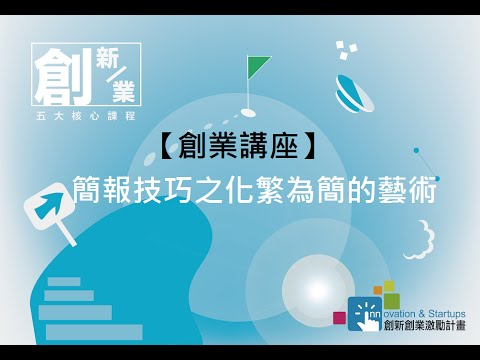 創新/業
五大核心課程
【創業講座】
簡報技巧之化繁為簡的藝術
Innovation & Startups
創新創業激勵計畫